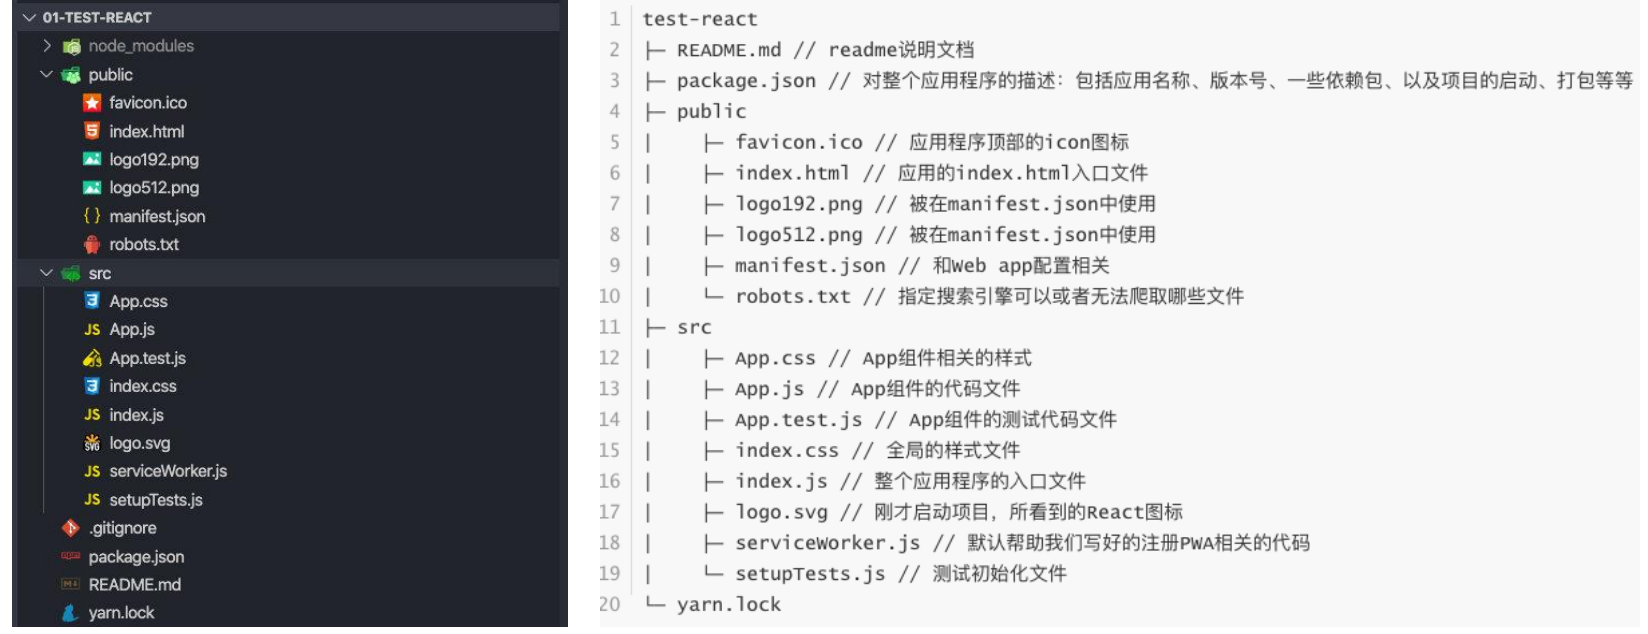 01-TEST-REACT
node_modules
public
favicon.ico
index.html
logo192.png
logo512.png
manifest.json
robots.txt
src
App.css
App.js
App.test.js
index.css
index.js
logo.svg
serviceWorker.js
setupTests.js
.gitignore
package.json
README.md
yarn.lock
1 test-react
2 ├─ README.md // readme说明文档
3 ├─ package.json // 对整个应用程序的描述：包括应用名称、版本号、一些依赖包、以及项目的启动、打包等等
4 ├─ public
5 |    ├─ favicon.ico // 应用程序顶部的icon图标
6 |    ├─ index.html // 应用的index.html入口文件
7 |    ├─ logo192.png // 被在manifest.json中使用
8 |    ├─ logo512.png // 被在manifest.json中使用
9 |    ├─ manifest.json // 和Web app配置相关
10 |    └─ robots.txt // 指定搜索引擎可以或者无法爬取哪些文件
11 ├─ src
12 |    ├─ App.css // App组件相关的样式
13 |    ├─ App.js // App组件的代码文件
14 |    ├─ App.test.js // App组件的测试代码文件
15 |    ├─ index.css // 全局的样式文件
16 |    ├─ index.js // 整个应用程序的入口文件
17 |    ├─ logo.svg // 刚才启动项目，所看到的React图标
18 |    ├─ serviceWorker.js // 默认帮助我们写好的注册PWA相关的代码
19 |    └─ setupTests.js // 测试初始化文件
20 └─ yarn.lock